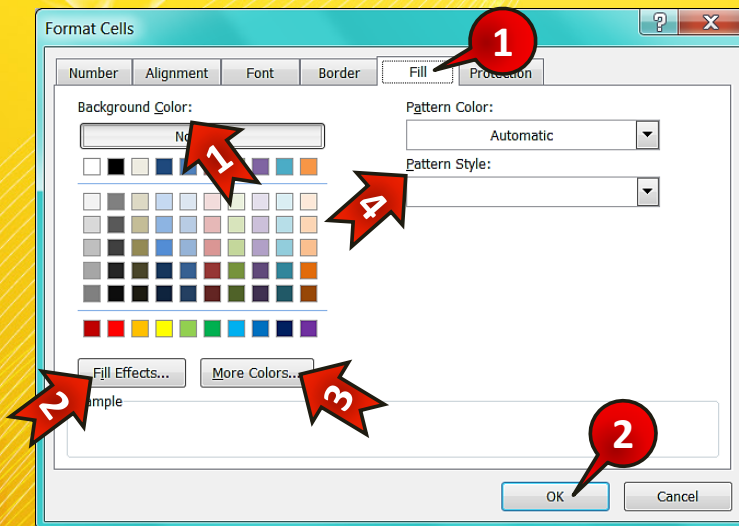 Format Cells
?
X
1
Number Alignment Font Border Fill Protection
Background Color:
Pattern Color:
1
Automatic
Pattern Style:
4
Fill Effects...
More Colors...
2
3
2
OK
Cancel